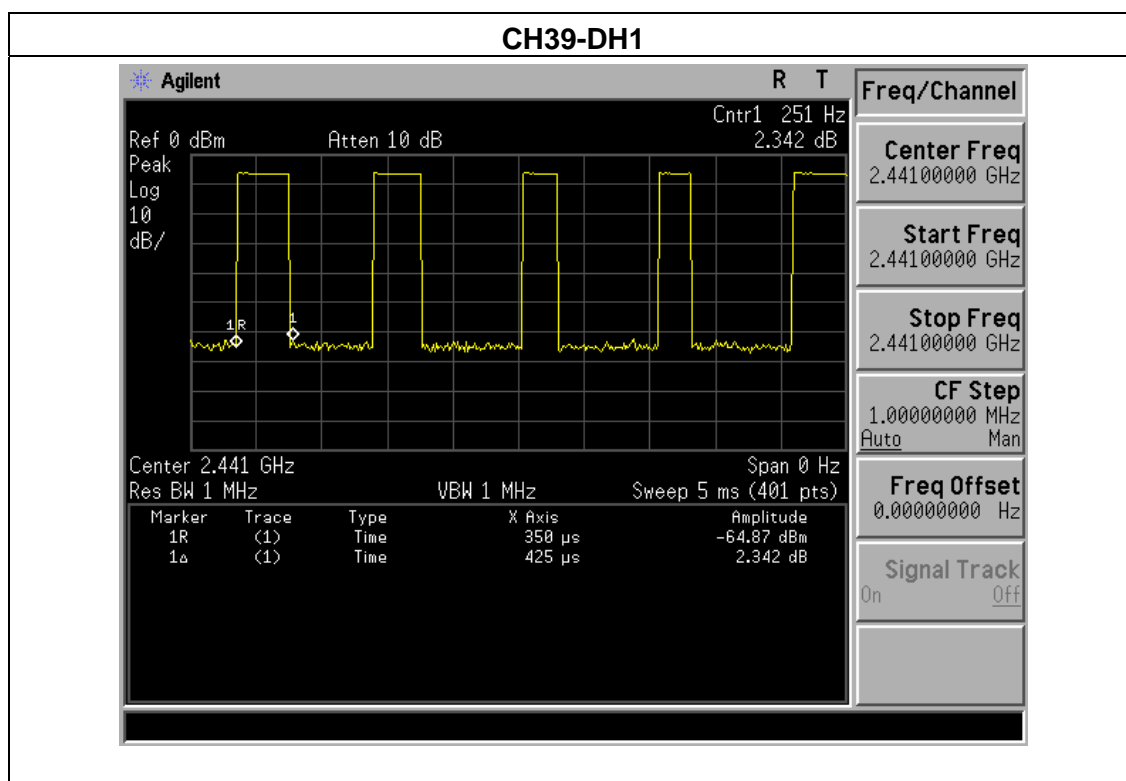 CH39-DH1
Agilent R T
Cntr1 251 Hz
Ref 0 dBm Atten 10 dB 2.342 dB
Peak
Log
10
dB/
1R
1
Center 2.441 GHz Span 0 Hz
Res BW 1 MHz VBW 1 MHz Sweep 5 ms (401 pts)
Marker Trace Type X Axis Amplitude
1R (1) Time 350 µs -64.87 dBm
1Δ (1) Time 425 µs 2.342 dB
Freq/Channel
Center Freq
2.44100000 GHz
Start Freq
2.44100000 GHz
Stop Freq
2.44100000 GHz
CF Step
1.00000000 MHz
Auto Man
Freq Offset
0.00000000 Hz
Signal Track
On Off